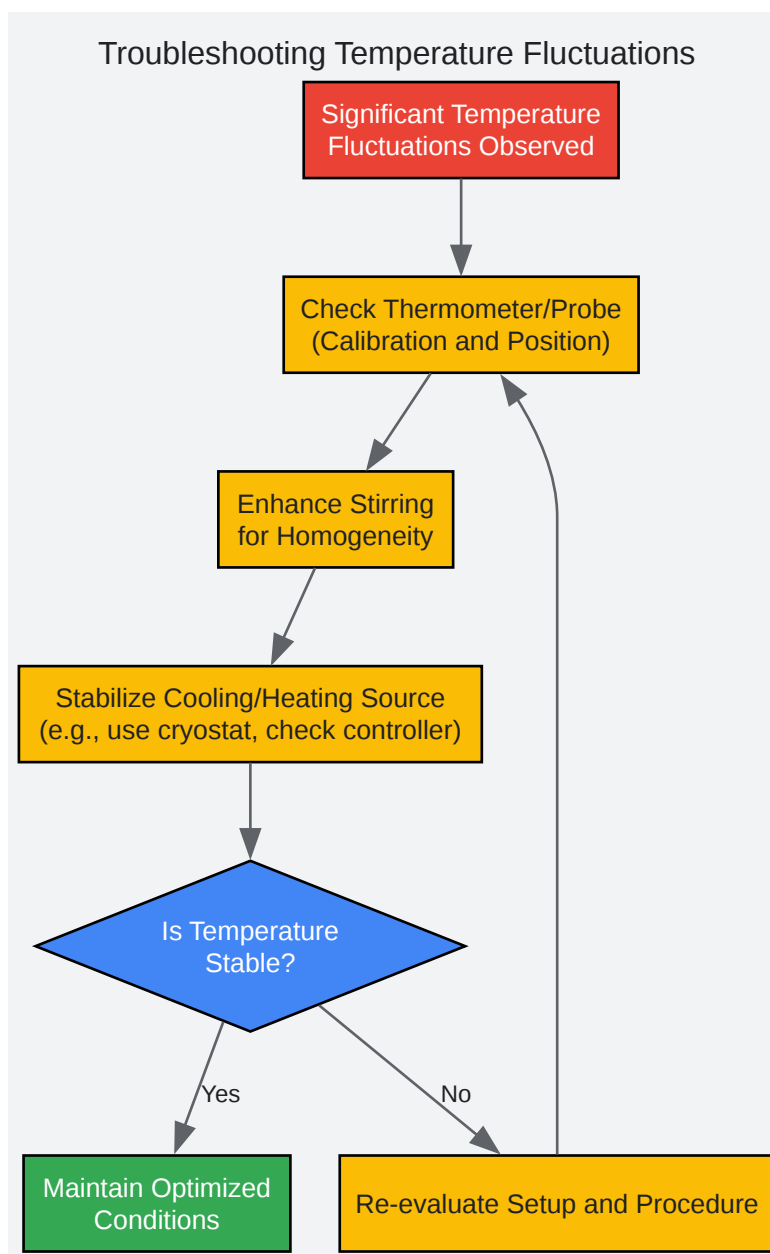 Troubleshooting Temperature Fluctuations
Significant Temperature
Fluctuations Observed
Check Thermometer/Probe
(Calibration and Position)
Enhance Stirring
for Homogeneity
Stabilize Cooling/Heating Source
(e.g., use cryostat, check controller)
Is Temperature
Stable?
Yes
No
Maintain Optimized
Conditions
Re-evaluate Setup and Procedure